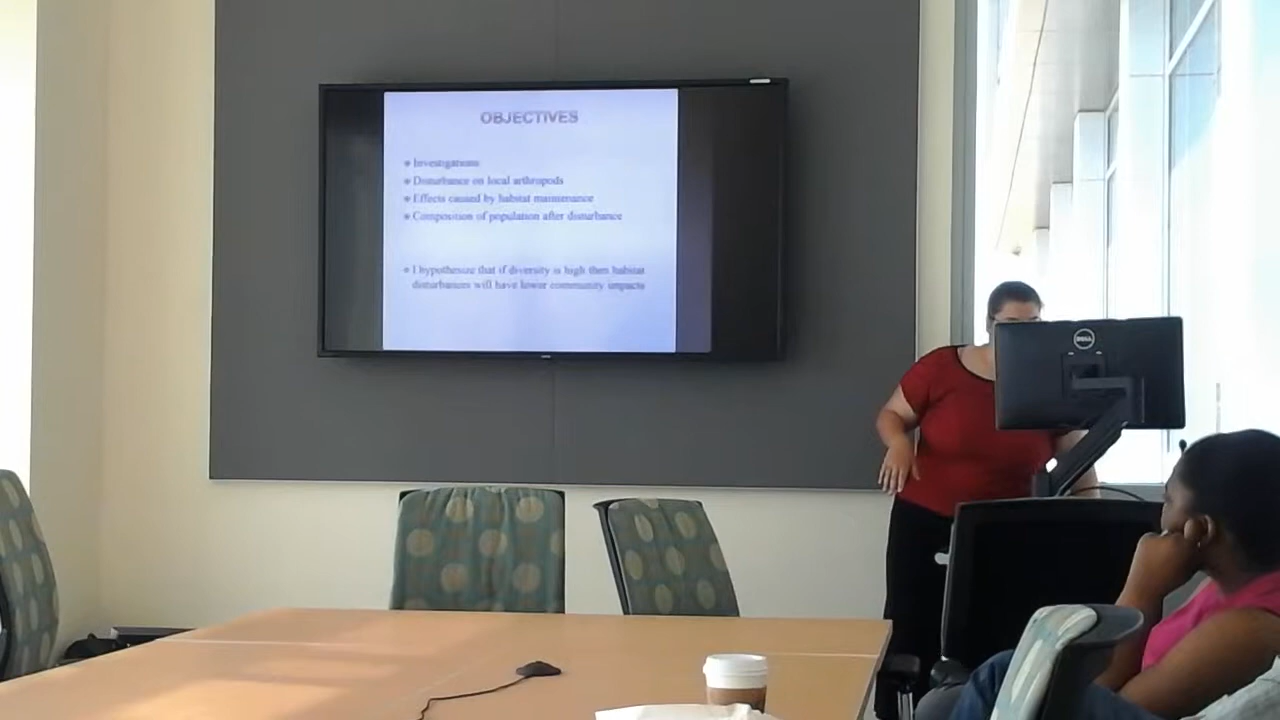 OBJECTIVES
Investigations
Disturbance on local arthropods
Effects caused by habitat maintenance
Composition of population after disturbance
I hypothesize that if diversity is high then habitat
disturbances will have lower community impacts
DELL